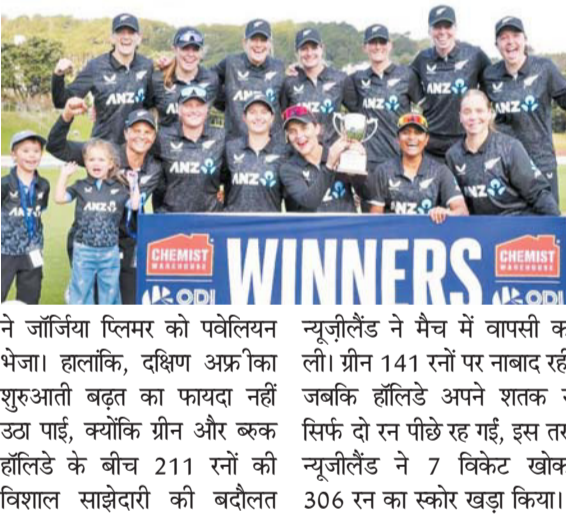 ANZ
CHEMIST
WAREHOUSE
ODI
WINNERS
CHEMIST
WAREHOUSE
ODI
ने जॉर्जिया प्लिमर को पवेलियन
भेजा। हालांकि, दक्षिण अफ्रीका
शुरुआती बढ़त का फायदा नहीं
उठा पाई, क्योंकि ग्रीन और ब्रुक
हॉलिडे के बीच 211 रनों की
विशाल साझेदारी की बदौलत
न्यूज़ीलैंड ने मैच में वापसी
ली। ग्रीन 141 रनों पर नाबाद
जबकि हॉलिडे अपने शतक
सिर्फ दो रन पीछे रह गईं, इस
न्यूजीलैंड ने 7 विकेट
306 रन का स्कोर खड़ा किया।